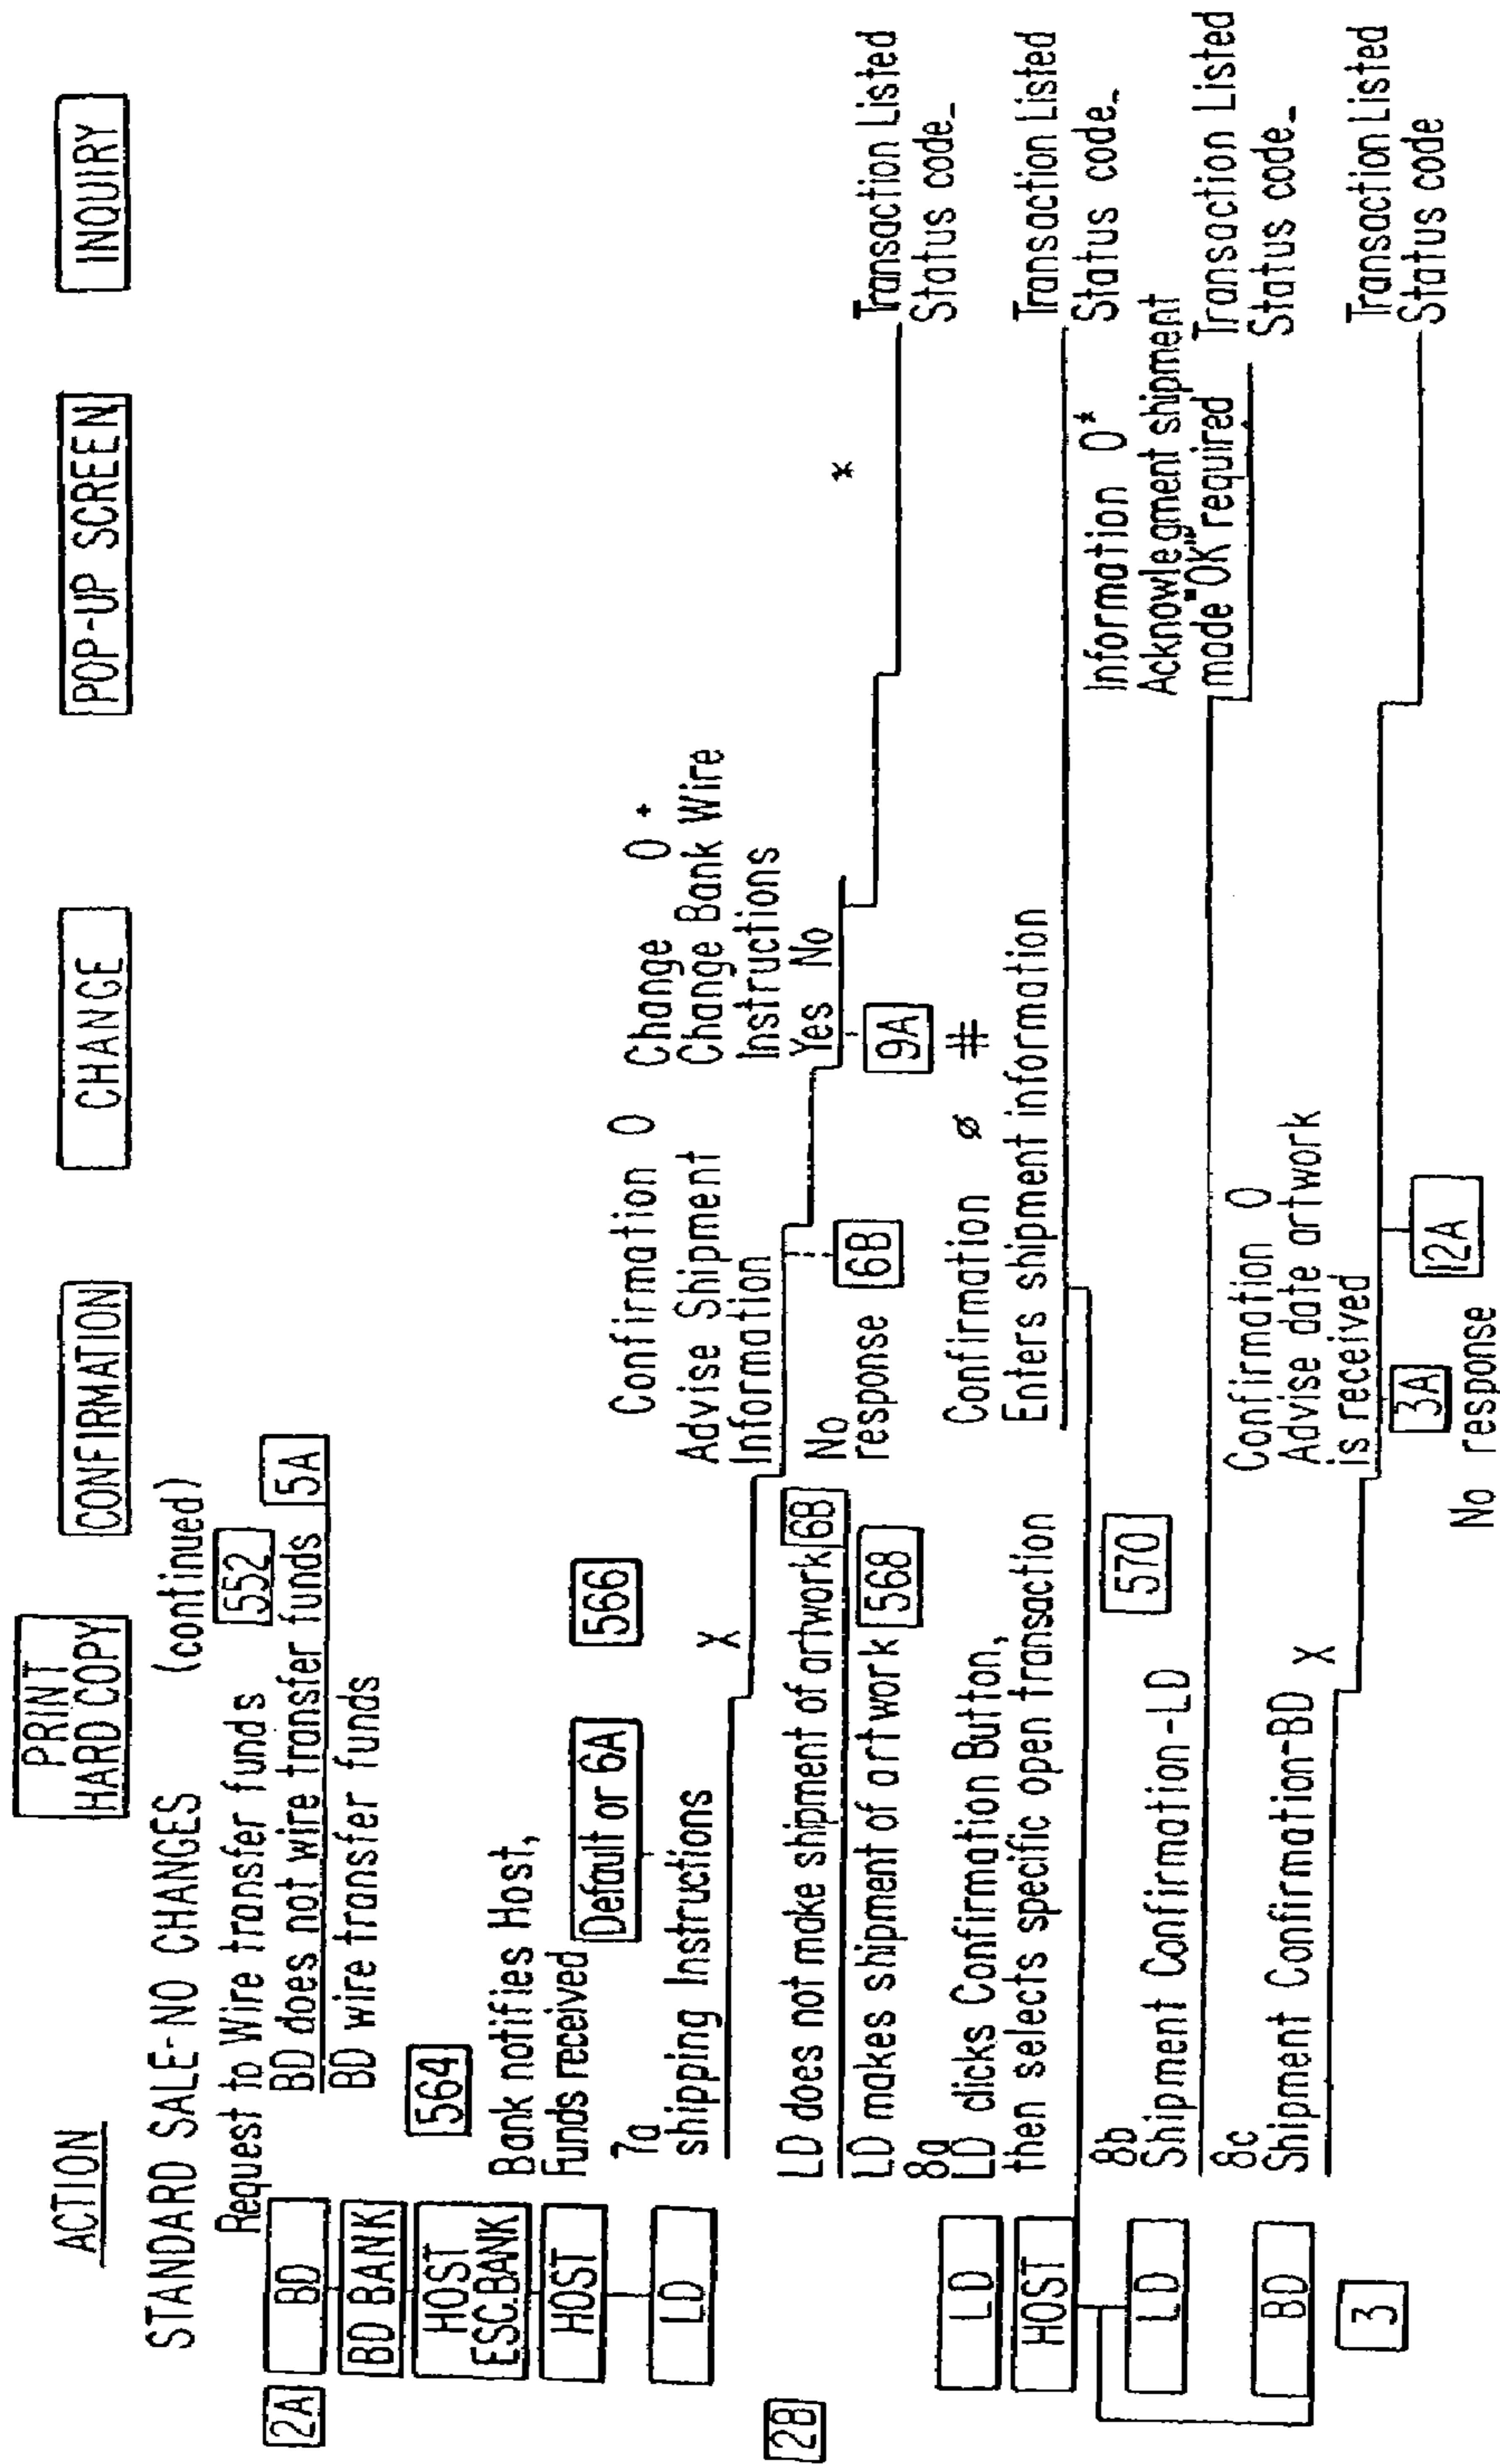 ACTION
PRINT
HARD COPY
CONFIRMATION
CHANGE
POP-UP SCREEN
INQUIRY
STANDARD SALE-NO CHANGES (continued)
Request to Wire transfer funds
552
2A
BD
BD does not wire transfer funds
5A
BD wire transfer funds
BD BANK
HOST
ESC.BANK
564
Bank notifies Host,
Funds received
HOST
Default or 6A
566
7a
shipping Instructions
X
LD
Confirmation O
Advise Shipment
Information
No
response
6B
Change O +
Change Bank Wire
Instructions
Yes No
9A
#
*
Transaction Listed
Status code_
2B
LD does not make shipment of artwork
6B
LD makes shipment of artwork
568
8a
LD clicks Confirmation Button,
then selects specific open transaction
LD
HOST
Confirmation ø
Enters shipment information
Transaction Listed
Status code_
570
8b
Shipment Confirmation-LD
LD
Information O*
Acknowlegment shipment
made "OK" required
Transaction Listed
Status code_
8c
Shipment Confirmation-BD
X
BD
Confirmation O
Advise date artwork
is received
3A
No response
12A
Transaction Listed
Status code
3